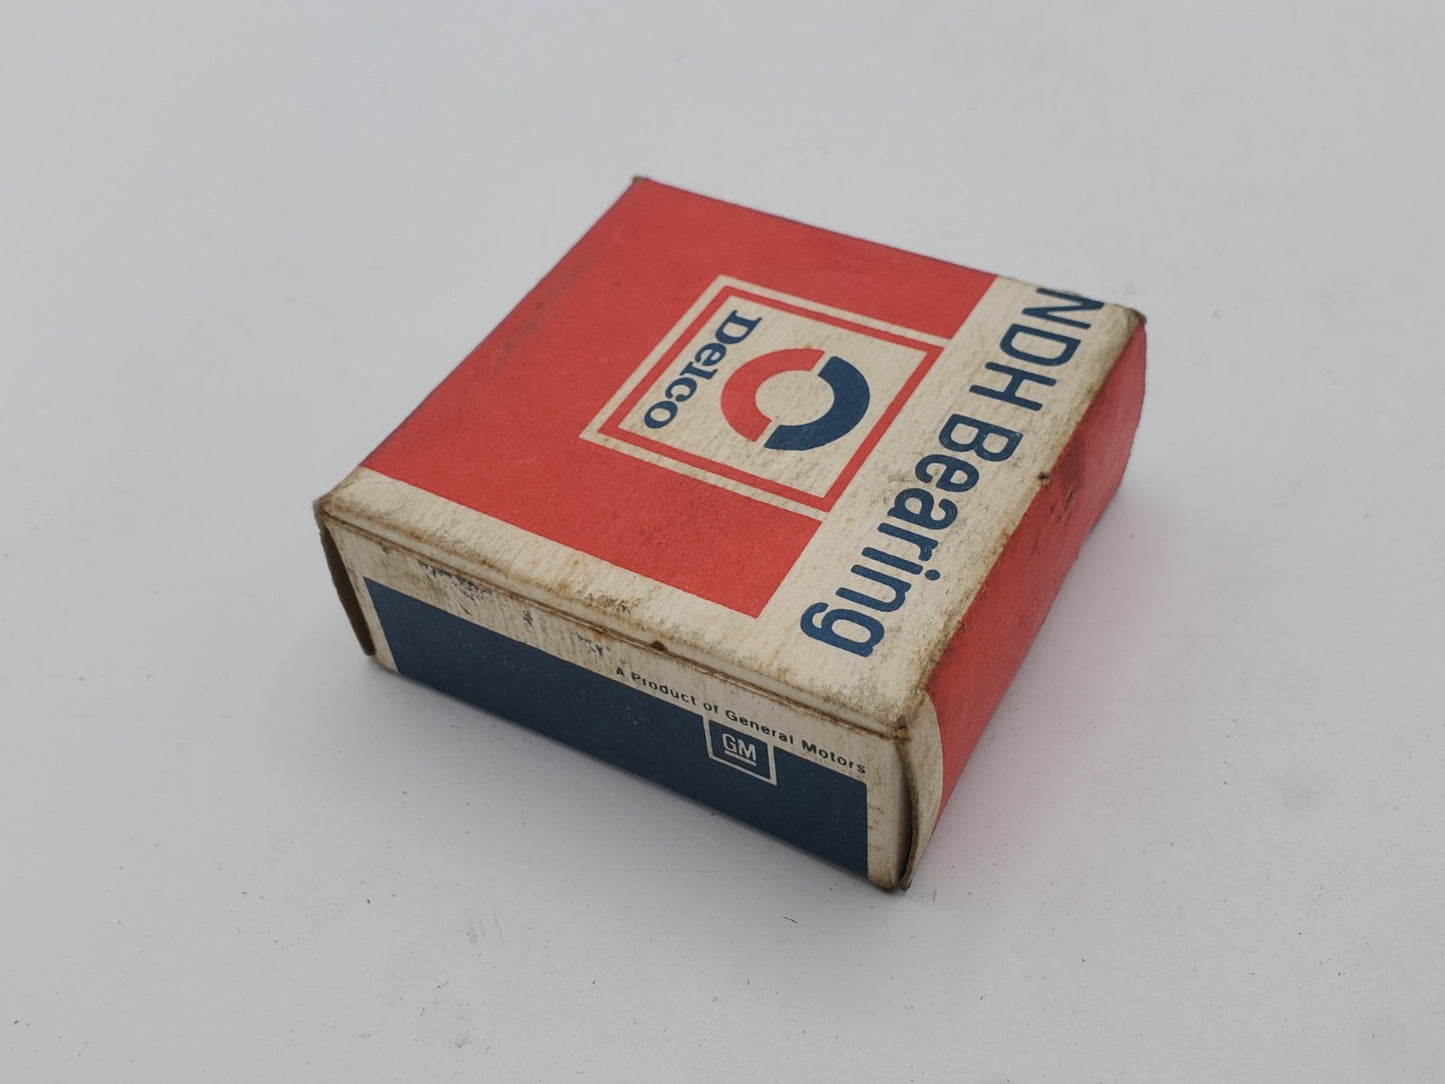 Delco
NDH Bearing
A Product of General Motors
GM